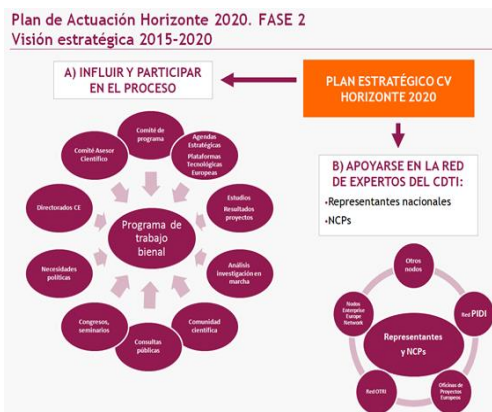 Plan de Actuación Horizonte 2020. FASE 2
Visión estratégica 2015-2020
A) INFLUIR Y PARTICIPAR
EN EL PROCESO
PLAN ESTRATÉGICO CV
HORIZONTE 2020
B) APOYARSE EN LA RED
DE EXPERTOS DEL CDTI:
•Representantes nacionales
•NCPs
Comité de
programa
Agendas
Estratégicas
Plataformas
Tecnológicas
Europeas
Estudios
Resultados
proyectos
Análisis
investigación en
marcha
Comunidad
científica
Consultas
públicas
Congresos,
seminarios
Necesidades
políticas
Directorados CE
Comité Asesor
Científico
Programa de
trabajo
bienal
Otros
nodos
Red PIDI
Oficinas de
Proyectos
Europeos
Red OTRI
Nodos
Enterprise
Europe
Network
Representantes
y NCPs